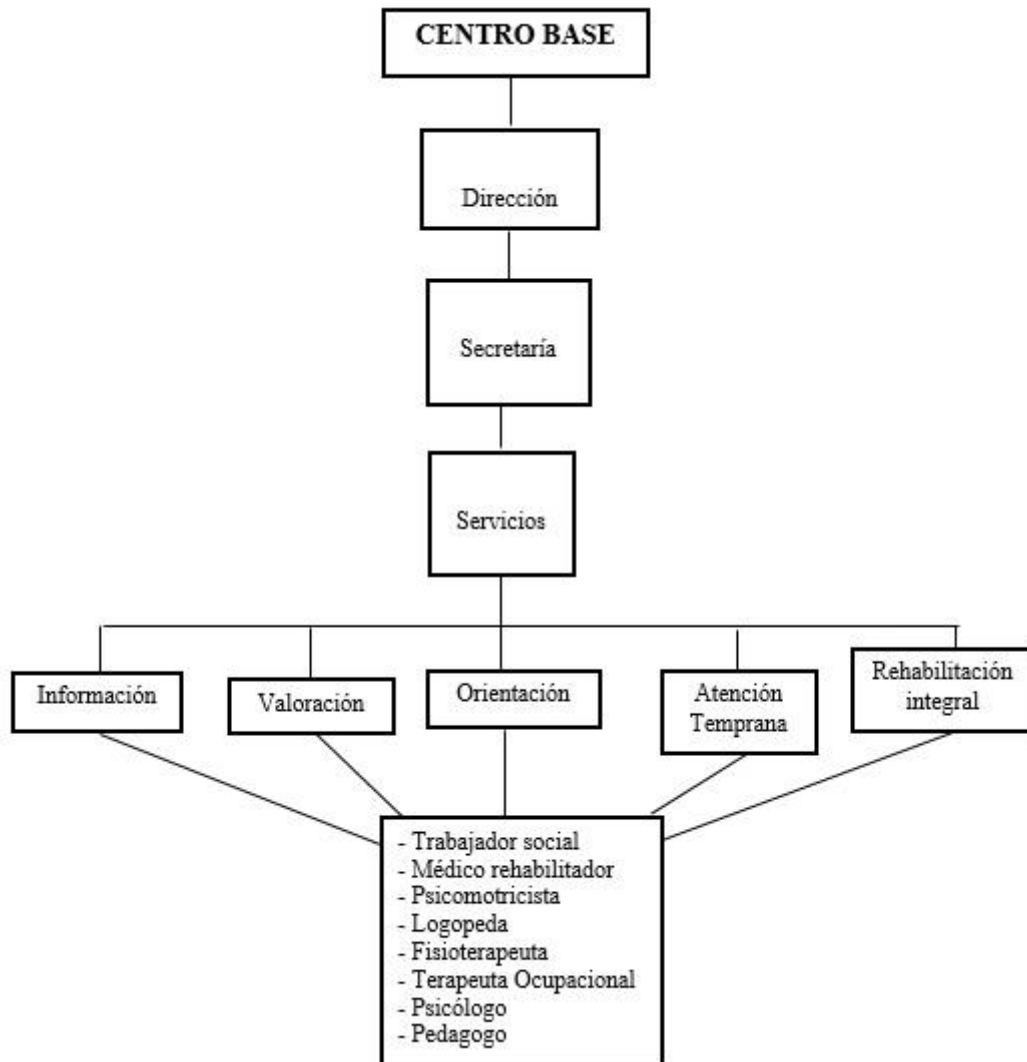 CENTRO BASE
Dirección
Secretaría
Servicios
Información
Valoración
Orientación
Atención
Temprana
Rehabilitación
integral
- Trabajador social
- Médico rehabilitador
- Psicomotricista
- Logopeda
- Fisioterapeuta
- Terapeuta Ocupacional
- Psicólogo
- Pedagogo